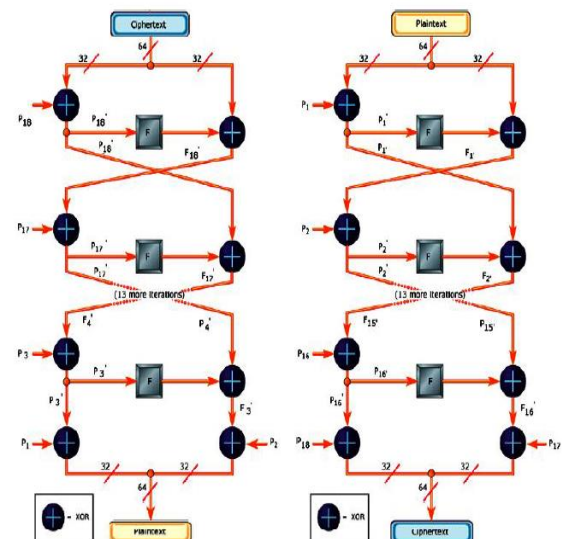 Ciphertext
64
32
32
P18
P18'
F
P18'
F18'
P17
P17'
F
P17'
F17'
(13 more iterations)
F4'
P4'
P3
P3'
F
P3'
F3'
P1
P2
32
32
64
= XOR
Plaintext
Plaintext
64
32
32
P1
P1'
F
P1'
F1'
P2
P2'
F
P2'
F2'
(13 more iterations)
F15'
P15'
P16
P16'
F
P16'
F16'
P18
P17
32
32
64
= XOR
Ciphertext